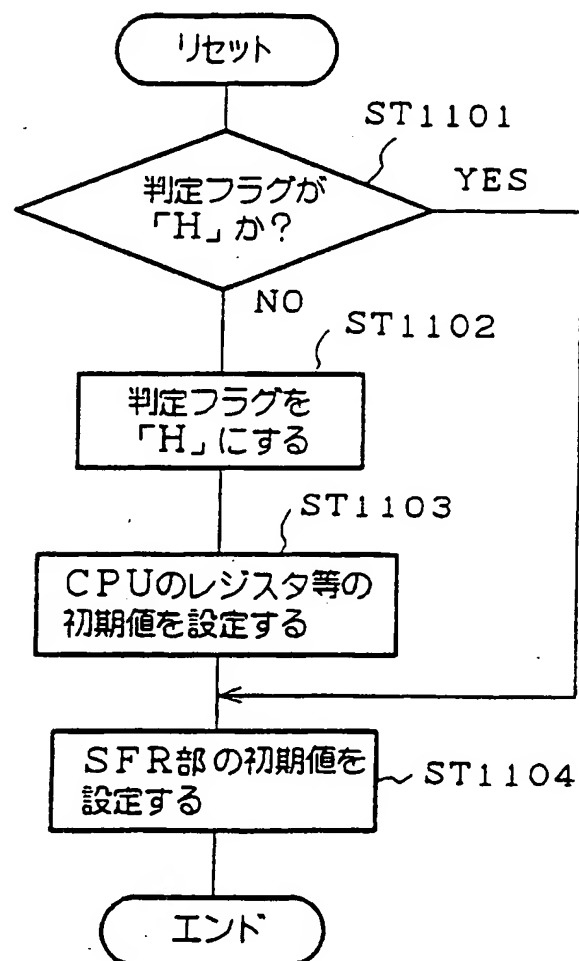 リセット
ST1101
判定フラグが
「H」か?
YES
NO
ST1102
判定フラグを
「H」にする
ST1103
CPUのレジスタ等の
初期値を設定する
SFR部の初期値を
設定する
ST1104
エンド